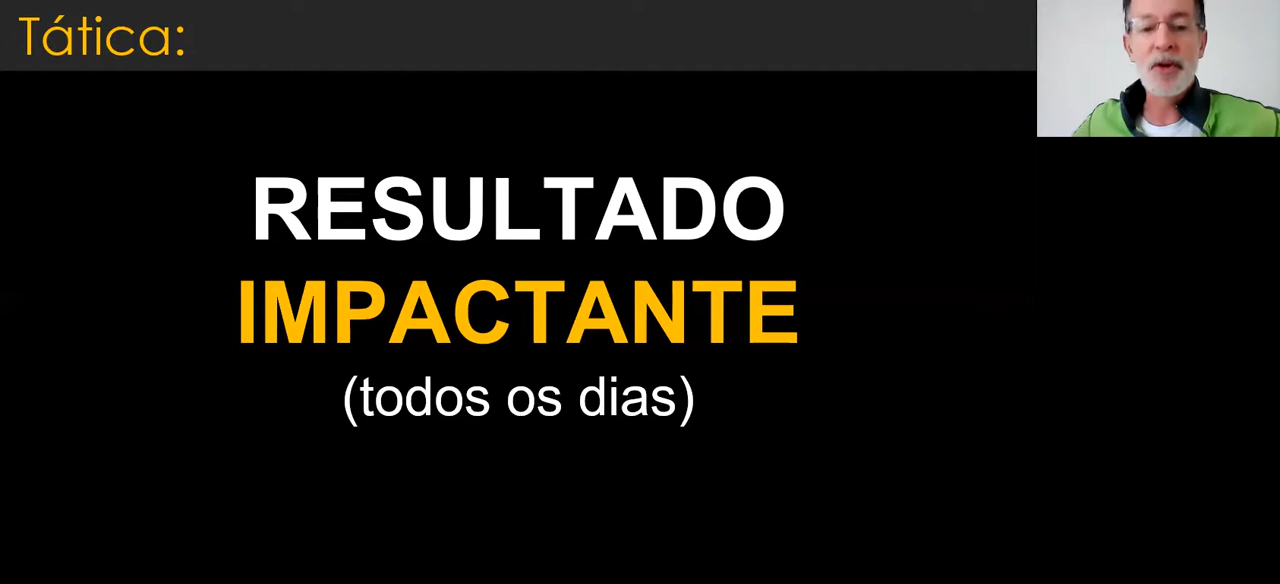 Tática:
RESULTADO
IMPACTANTE
(todos os dias)